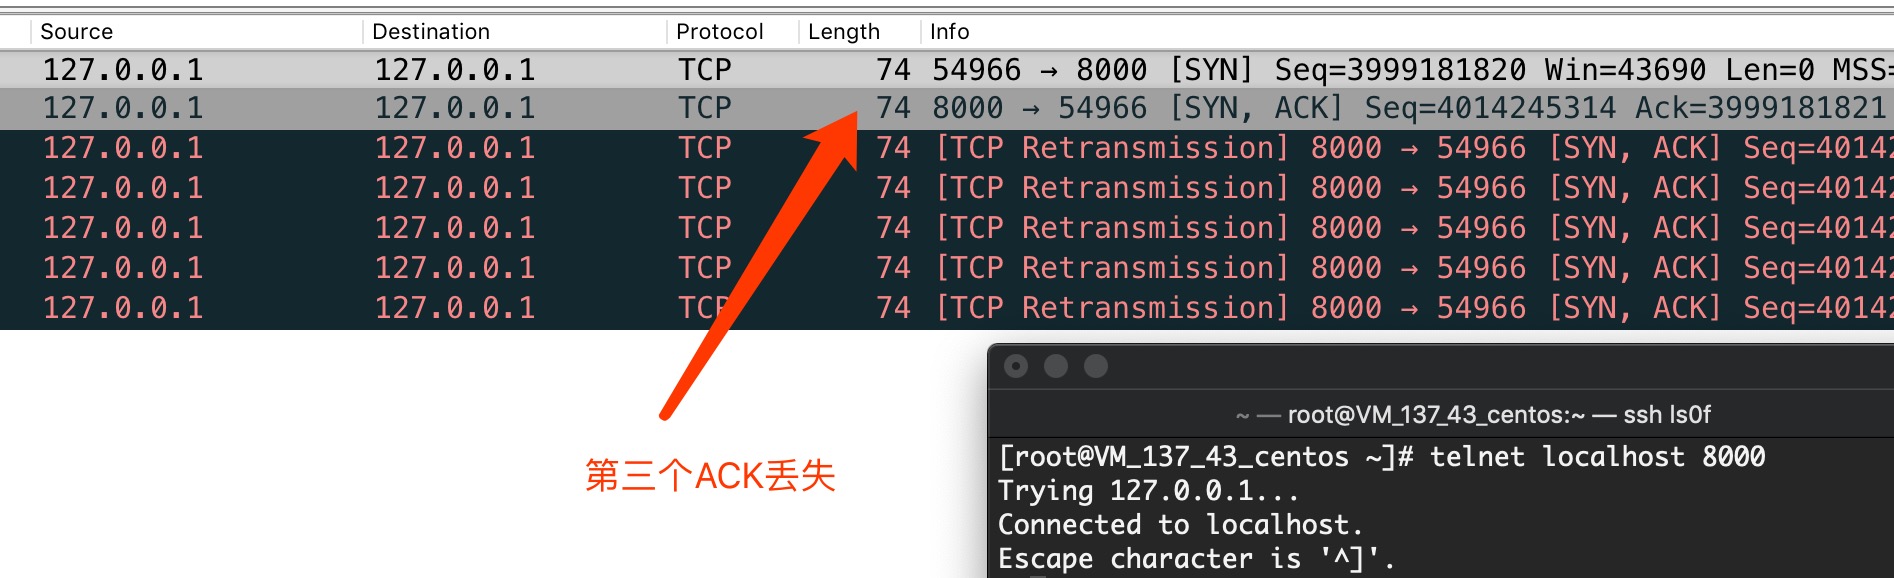 Source Destination Protocol Length Info
127.0.0.1 127.0.0.1 TCP 74 54966 → 8000 [SYN] Seq=3999181820 Win=43690 Len=0 MSS=
127.0.0.1 127.0.0.1 TCP 74 8000 → 54966 [SYN, ACK] Seq=4014245314 Ack=3999181821
127.0.0.1 127.0.0.1 TCP 74 [TCP Retransmission] 8000 → 54966 [SYN, ACK] Seq=40142
127.0.0.1 127.0.0.1 TCP 74 [TCP Retransmission] 8000 → 54966 [SYN, ACK] Seq=40142
127.0.0.1 127.0.0.1 TCP 74 [TCP Retransmission] 8000 → 54966 [SYN, ACK] Seq=40142
127.0.0.1 127.0.0.1 TCP 74 [TCP Retransmission] 8000 → 54966 [SYN, ACK] Seq=40142
127.0.0.1 127.0.0.1 TCP 74 [TCP Retransmission] 8000 → 54966 [SYN, ACK] Seq=40142
第三个ACK丢失
~ — root@VM_137_43_centos:~ — ssh ls0f
[root@VM_137_43_centos ~]# telnet localhost 8000
Trying 127.0.0.1...
Connected to localhost.
Escape character is '^]'.